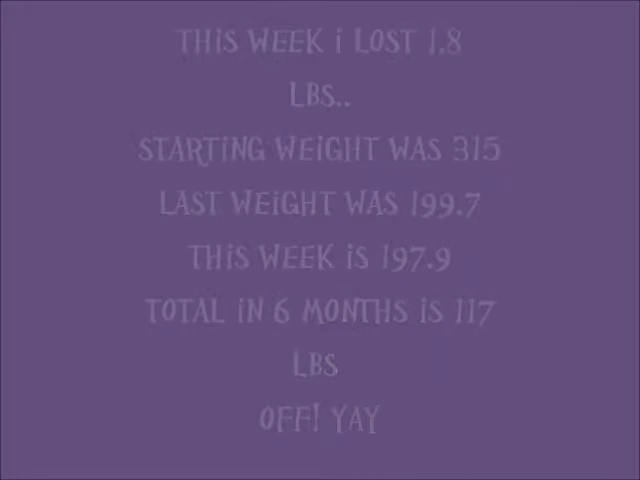 THIS WEEK i LOST 1.8
LBS..
STARTING WEIGHT WAS 315
LAST WEIGHT WAS 199.7
THIS WEEK iS 197.9
TOTAL iN 6 MONTHS iS 117
LBS
OFF! YAY